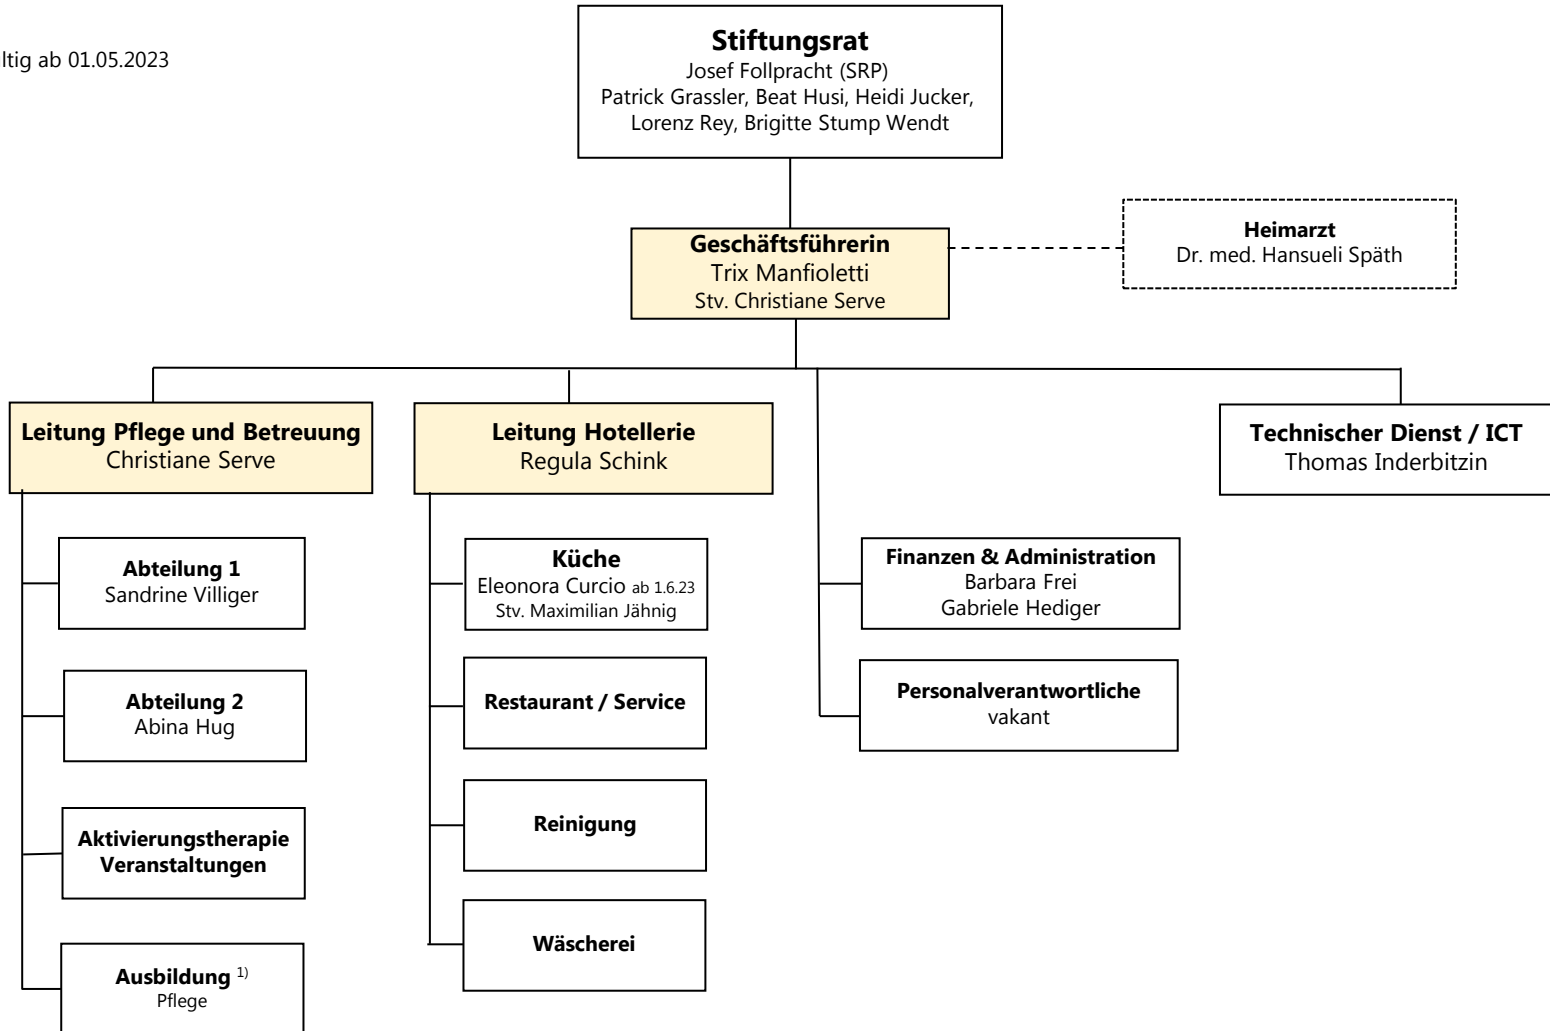 ltig ab 01.05.2023
Stiftungsrat
Josef Follpracht (SRP)
Patrick Grassler, Beat Husi, Heidi Jucker,
Lorenz Rey, Brigitte Stump Wendt
Geschäftsführerin
Trix Manfioletti
Stv. Christiane Serve
Heimarzt
Dr. med. Hansueli Späth
Leitung Pflege und Betreuung
Christiane Serve
Leitung Hotellerie
Regula Schink
Technischer Dienst / ICT
Thomas Inderbitzin
Abteilung 1
Sandrine Villiger
Abteilung 2
Abina Hug
Aktivierungstherapie
Veranstaltungen
Ausbildung 1)
Pflege
Küche
Eleonora Curcio ab 1.6.23
Stv. Maximilian Jähnig
Restaurant / Service
Reinigung
Wäscherei
Finanzen & Administration
Barbara Frei
Gabriele Hediger
Personalverantwortliche
vakant